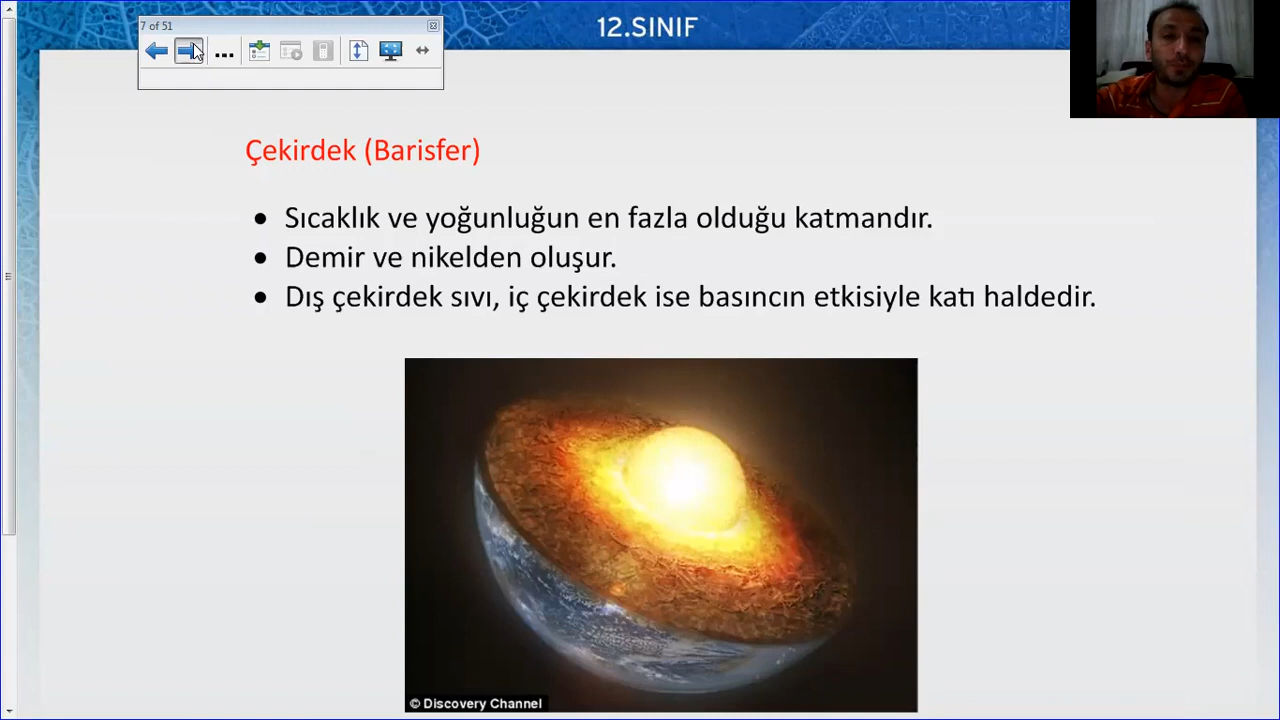 7 of 51
12.SINIF
Çekirdek (Barisfer)
• Sıcaklık ve yoğunluğun en fazla olduğu katmandır.
• Demir ve nikelden oluşur.
• Dış çekirdek sıvı, iç çekirdek ise basıncın etkisiyle katı haldedir.
© Discovery Channel